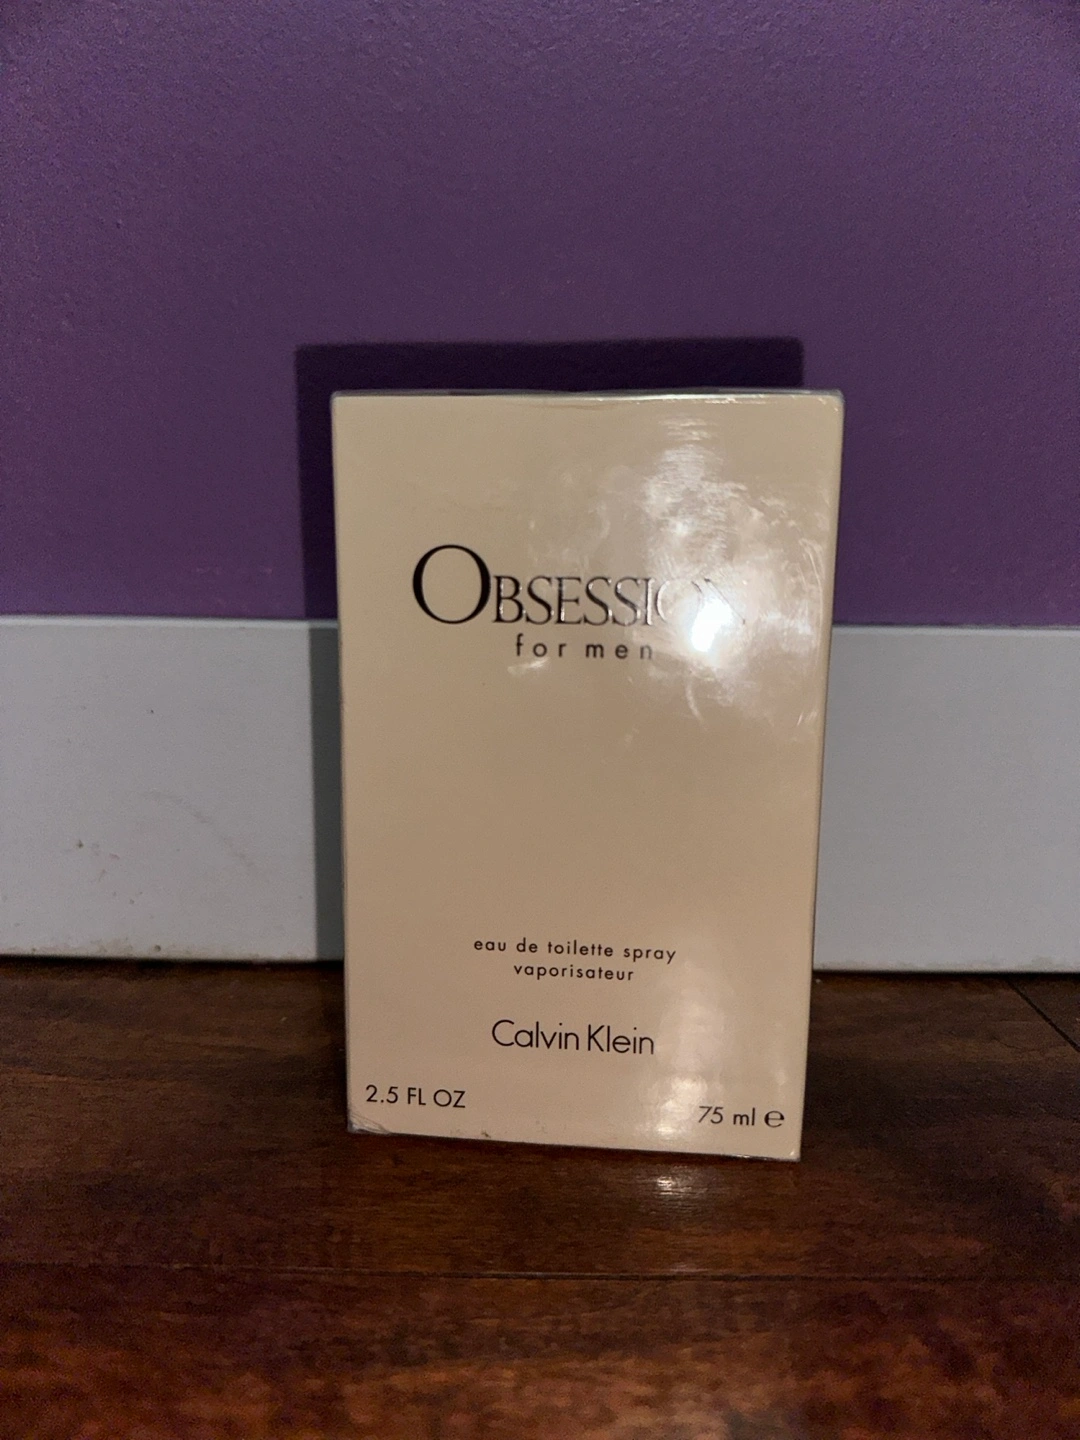 OBSESSION
for men
eau de toilette spray
vaporisateur
Calvin Klein
2.5 FL OZ
75 ml ℮